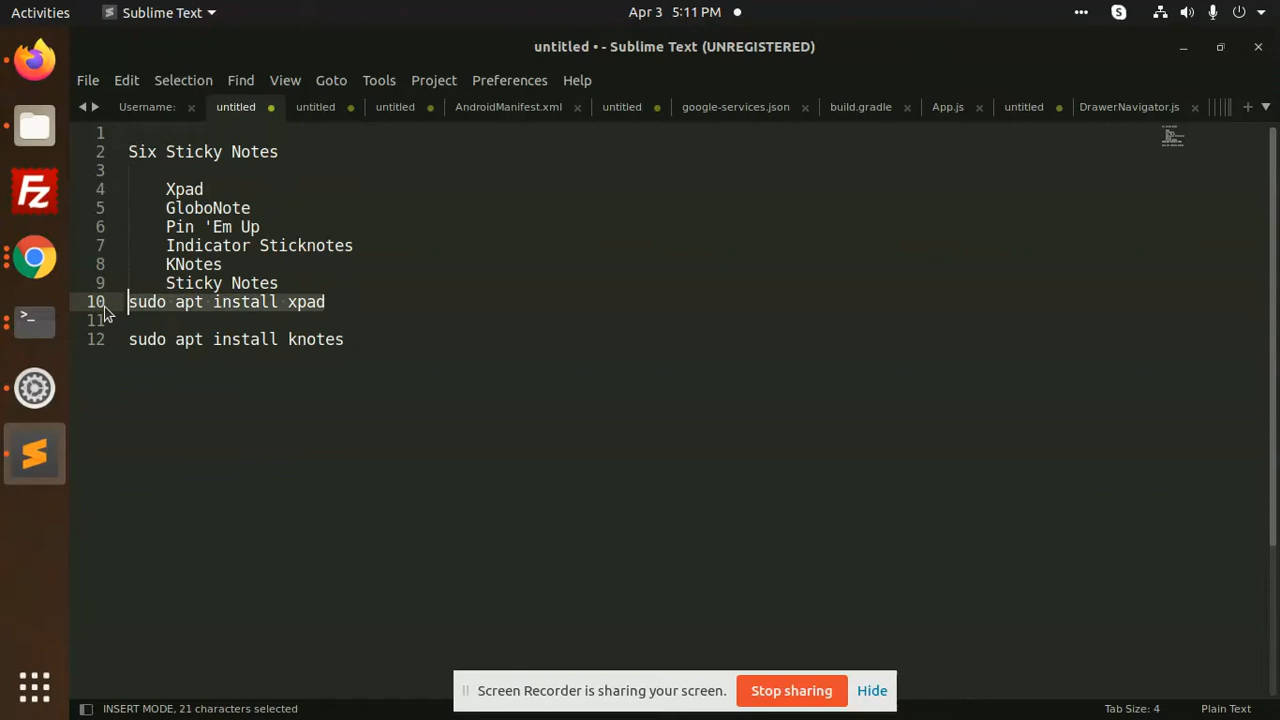 Activities
Sublime Text
Apr 3 5:11 PM
untitled • - Sublime Text (UNREGISTERED)
File Edit Selection Find View Goto Tools Project Preferences Help
Username: untitled untitled untitled AndroidManifest.xml untitled google-services.json build.gradle App.js untitled DrawerNavigator.js
1
2 Six Sticky Notes
3
4 Xpad
5 GloboNote
6 Pin 'Em Up
7 Indicator Sticknotes
8 KNotes
9 Sticky Notes
10 sudo apt install xpad
11
12 sudo apt install knotes
Screen Recorder is sharing your screen. Stop sharing Hide
INSERT MODE, 21 characters selected Tab Size: 4 Plain Text